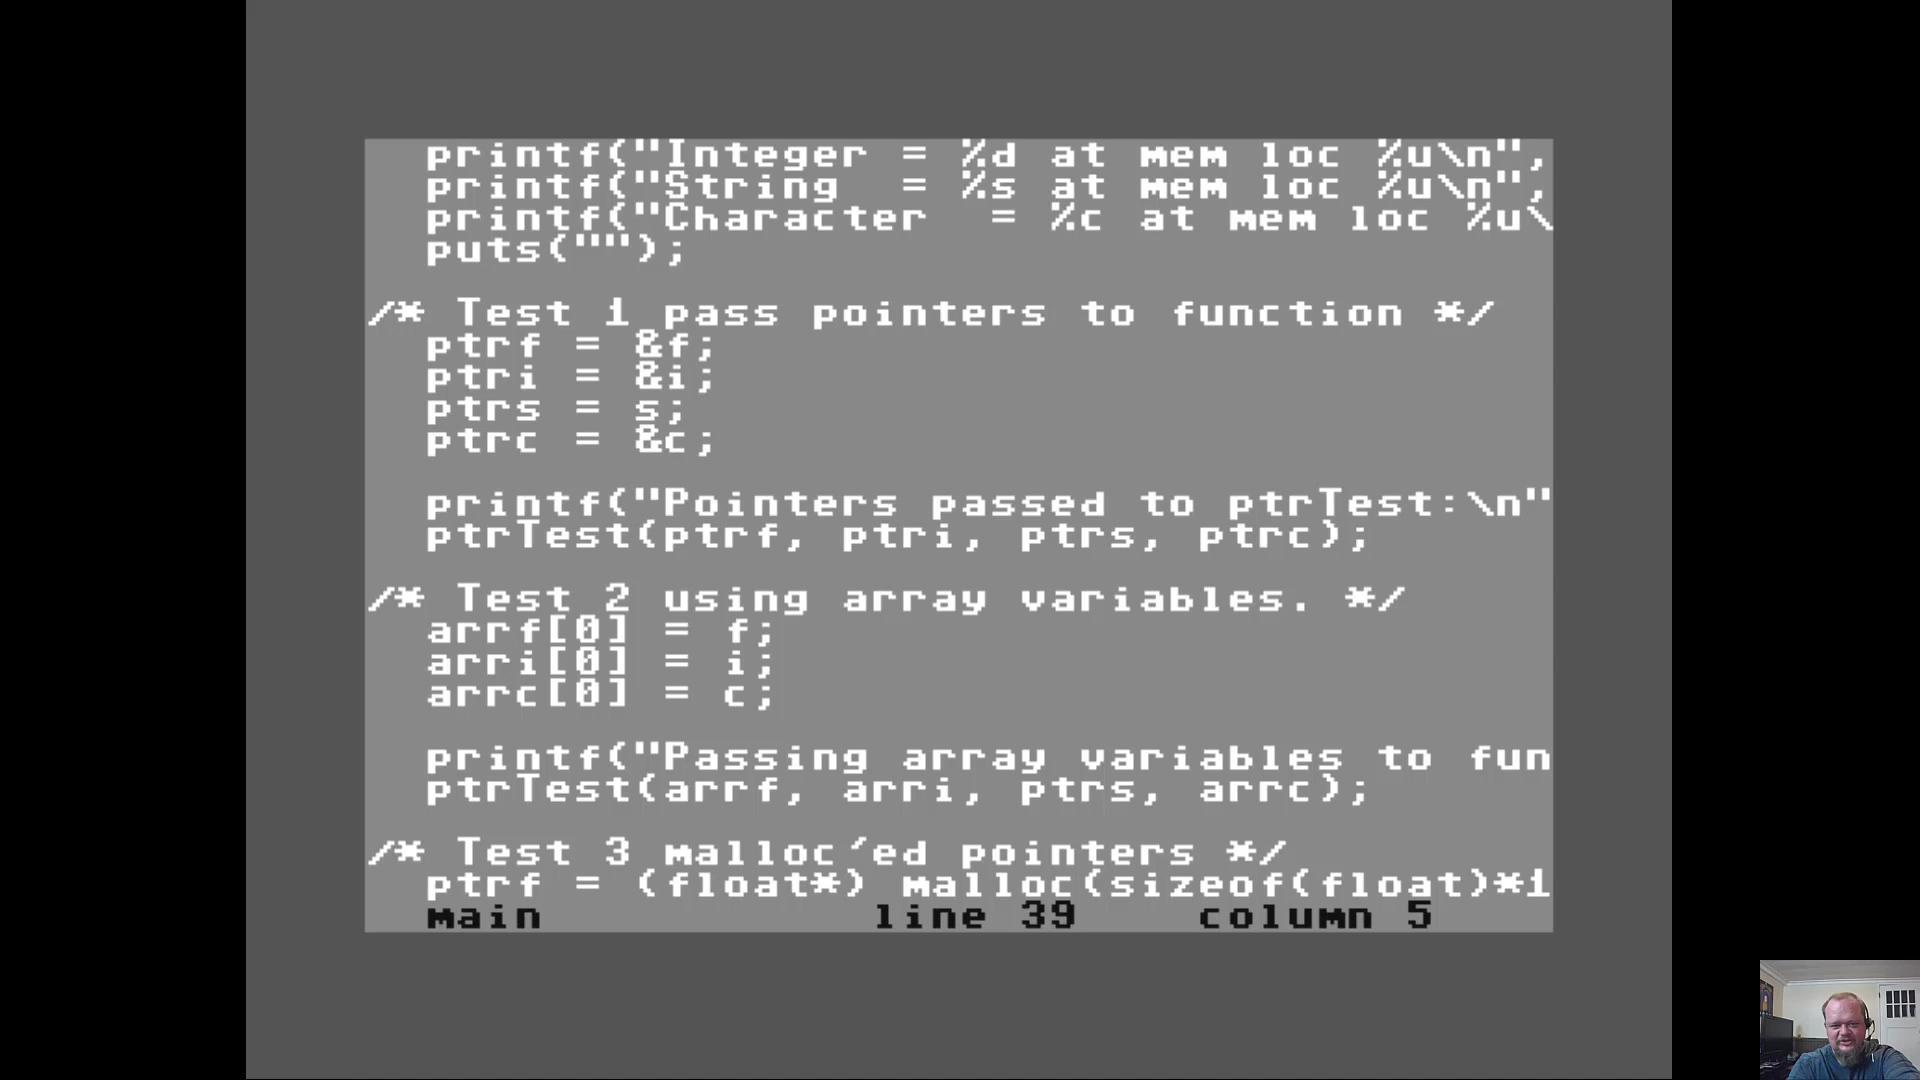 printf("Integer = %d at mem loc %u\n",
printf("String  = %s at mem loc %u\n",
printf("Character  = %c at mem loc %u\
puts("");
/* Test 1 pass pointers to function */
ptrf = &f;
ptri = &i;
ptrs = s;
ptrc = &c;
printf("Pointers passed to ptrTest:\n"
ptrTest(ptrf, ptri, ptrs, ptrc);
/* Test 2 using array variables. */
arrf[0] = f;
arri[0] = i;
arrc[0] = c;
printf("Passing array variables to fun
ptrTest(arrf, arri, ptrs, arrc);
/* Test 3 malloc'ed pointers */
ptrf = (float*) malloc(sizeof(float)*1
main line 39 column 5